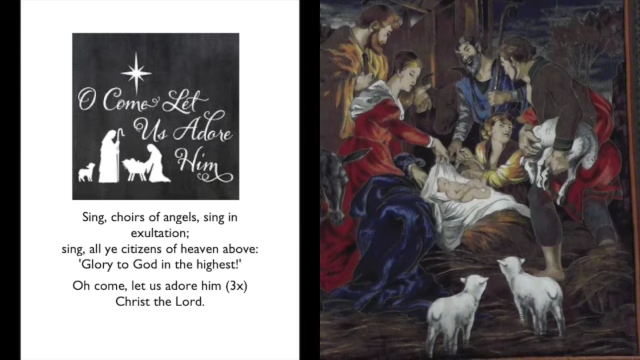 O Come Let
Us Adore
Him
Sing, choirs of angels, sing in
exultation;
sing, all ye citizens of heaven above:
'Glory to God in the highest!'
Oh come, let us adore him (3x)
Christ the Lord.